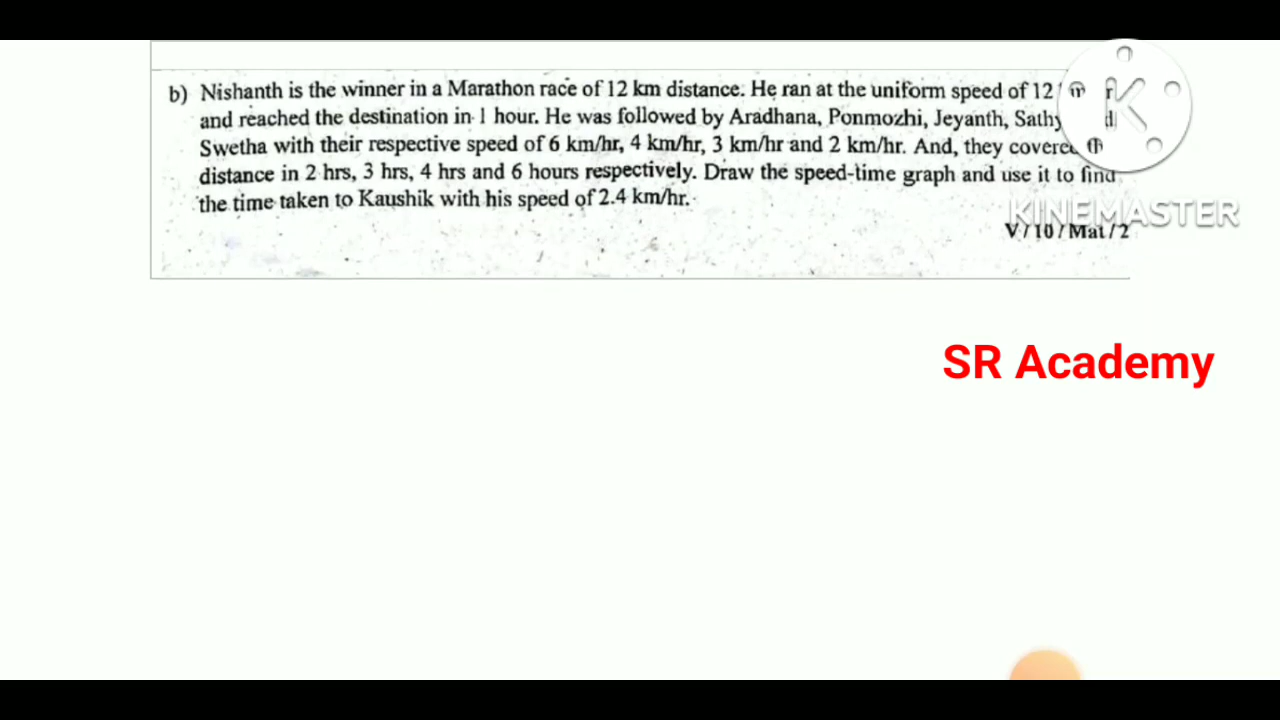 b) Nishanth is the winner in a Marathon race of 12 km distance. He ran at the uniform speed of 12
and reached the destination in 1 hour. He was followed by Aradhana, Ponmozhi, Jeyanth,
Swetha with their respective speed of 6 km/hr, 4 km/hr, 3 km/hr and 2 km/hr. And, they
distance in 2 hrs, 3 hrs, 4 hrs and 6 hours respectively. Draw the speed-time graph and use it to find
the time taken to Kaushik with his speed of 2.4 km/hr.
KINEMASTER
V/10/Mat/2
SR Academy